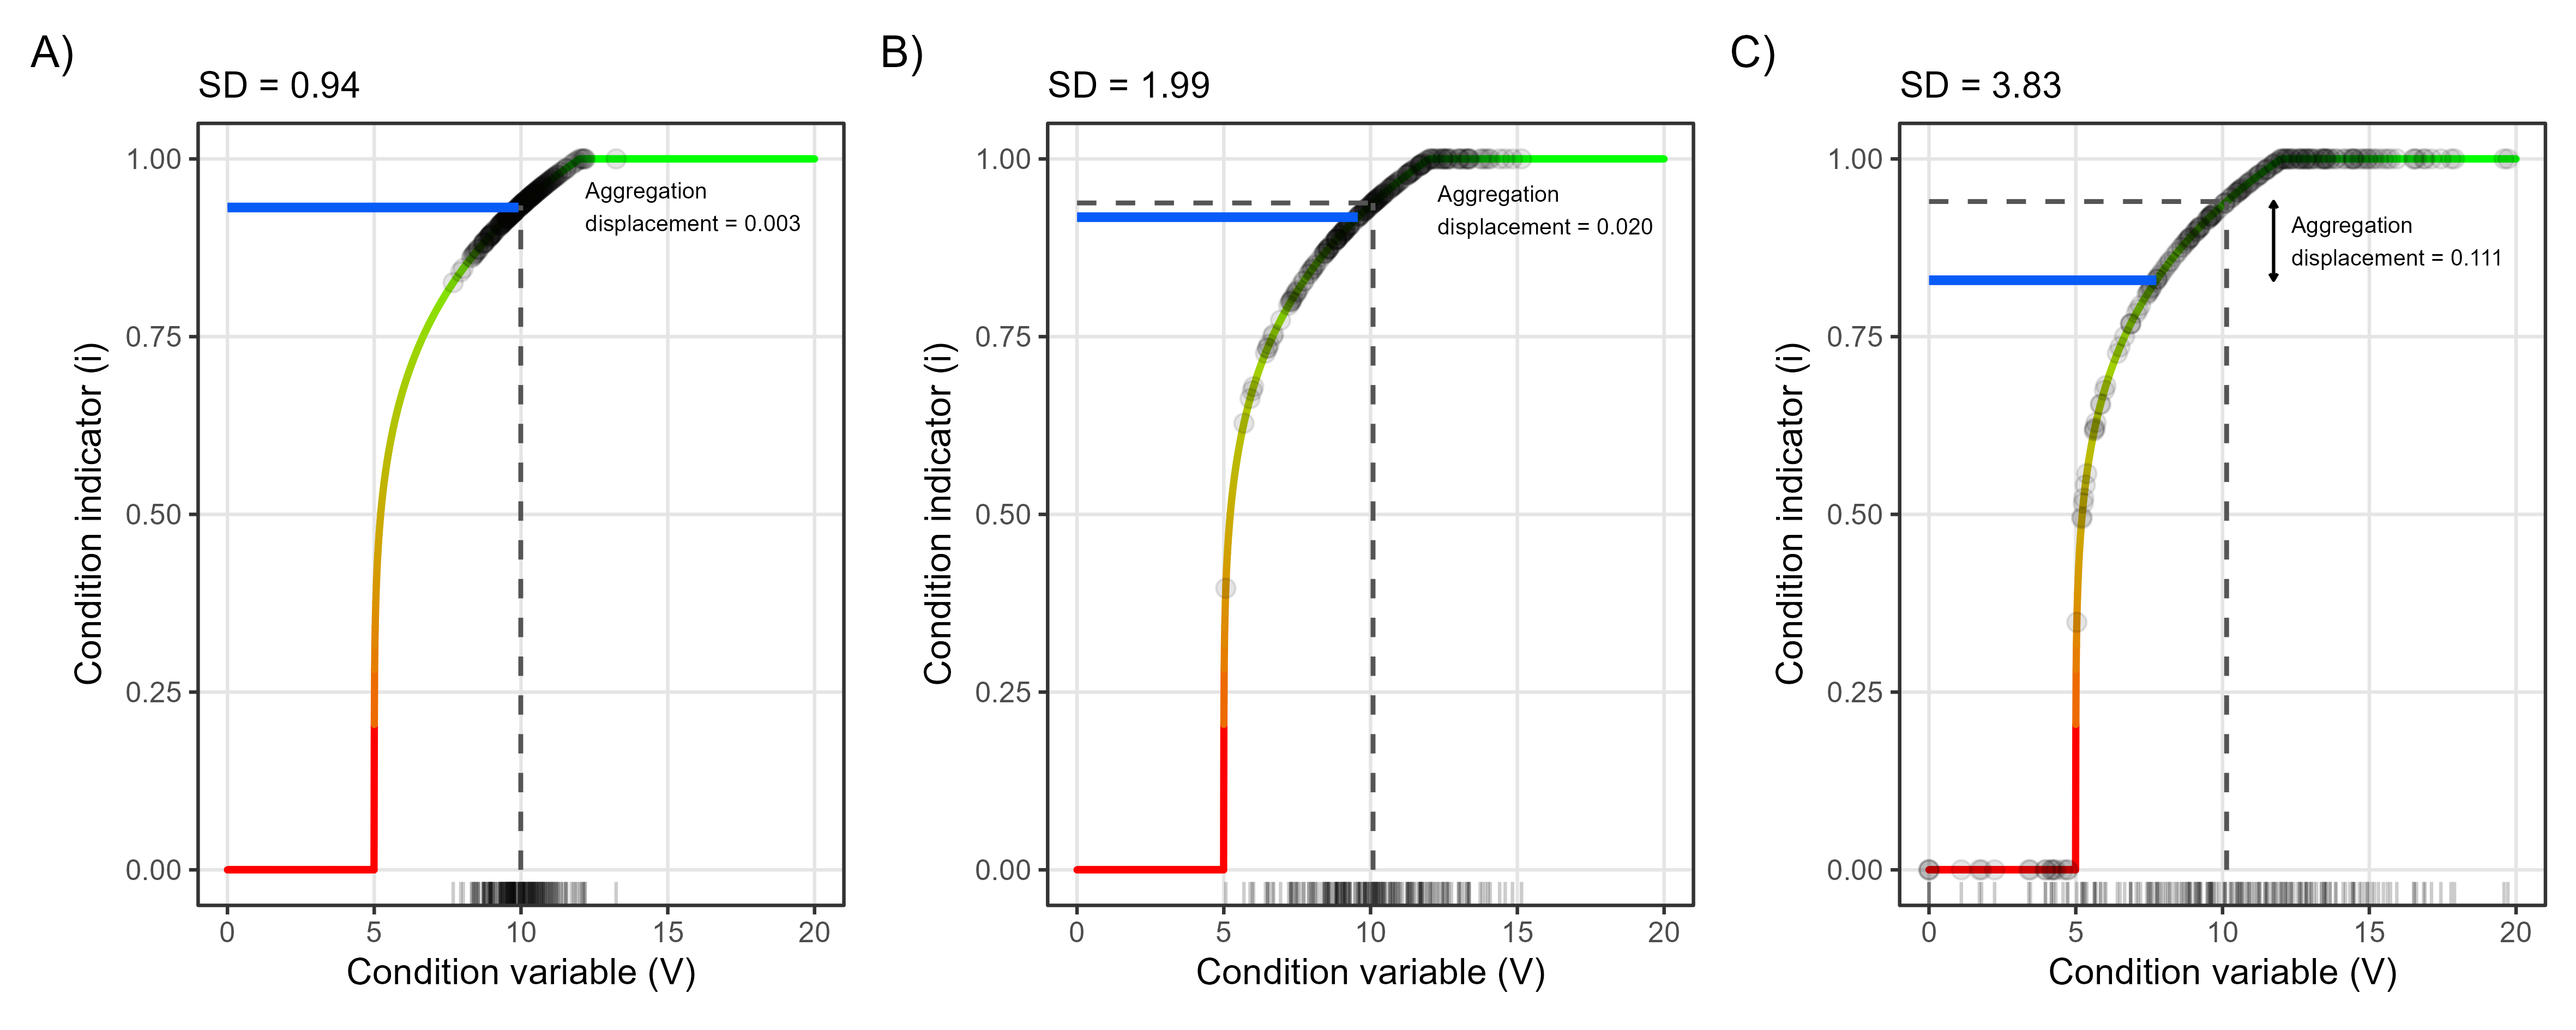 A)
SD = 0.94
Condition indicator (i)
1.00
0.75
0.50
0.25
0.00
Aggregation
displacement = 0.003
0 5 10 15 20
Condition variable (V)
B)
SD = 1.99
Condition indicator (i)
1.00
0.75
0.50
0.25
0.00
Aggregation
displacement = 0.020
0 5 10 15 20
Condition variable (V)
C)
SD = 3.83
Condition indicator (i)
1.00
0.75
0.50
0.25
0.00
Aggregation
displacement = 0.111
0 5 10 15 20
Condition variable (V)